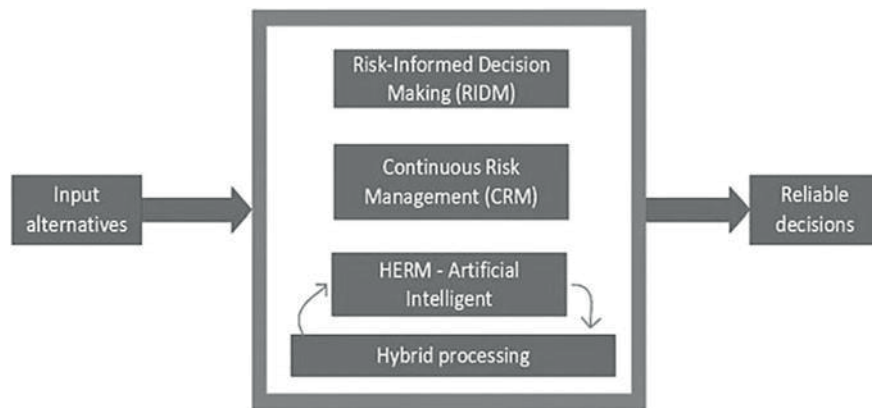 Input
alternatives
Risk-Informed Decision
Making (RIDM)
Continuous Risk
Management (CRM)
HERM - Artificial
Intelligent
Hybrid processing
Reliable
decisions